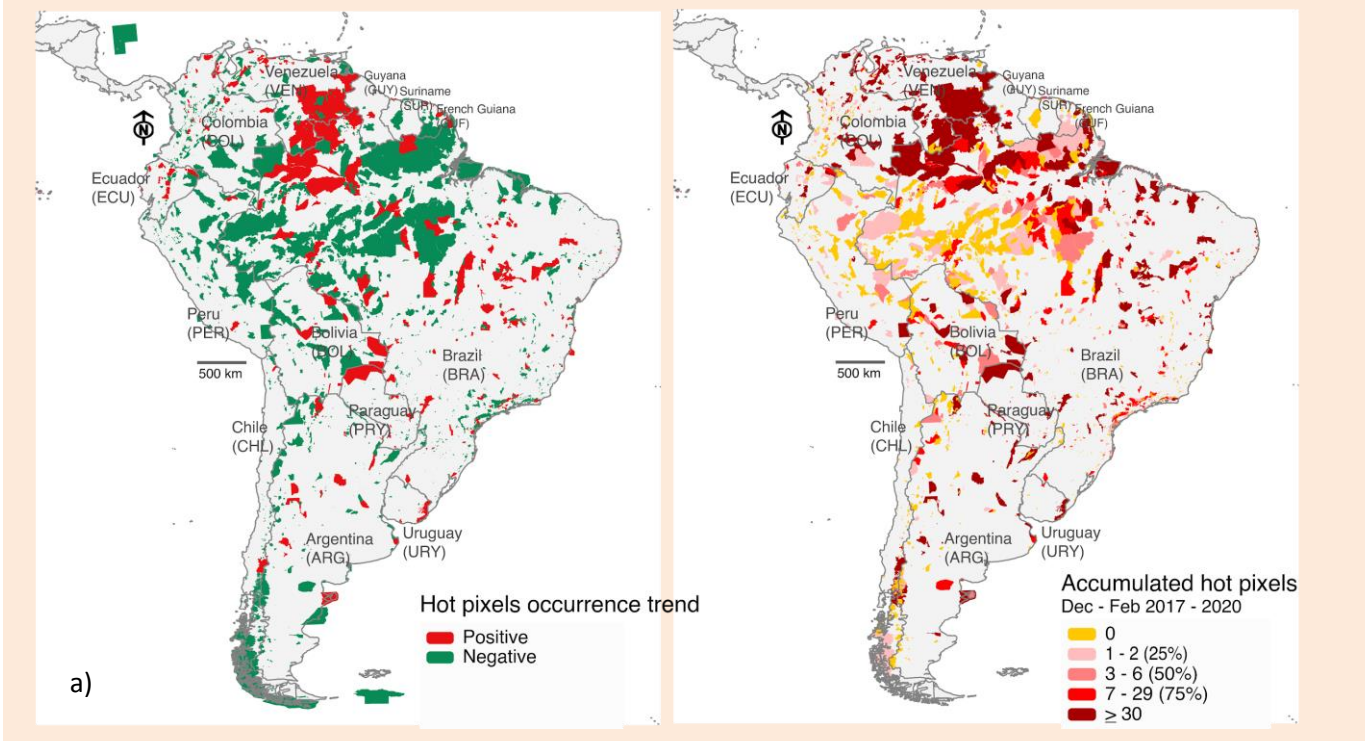 Venezuela
(VEN)
Guyana
(GUY)
Suriname
(SUR)
French Guiana
(GUF)
Colombia
(COL)
N
Ecuador
(ECU)
Peru
(PER)
Bolivia
(BOL)
Brazil
(BRA)
500 km
Paraguay
(PRY)
Chile
(CHL)
Uruguay
(URY)
Argentina
(ARG)
Hot pixels occurrence trend
Positive
Negative
a)
Venezuela
(VEN)
Guyana
(GUY)
Suriname
(SUR)
French Guiana
(GUF)
Colombia
(COL)
N
Ecuador
(ECU)
Peru
(PER)
Bolivia
(BOL)
Brazil
(BRA)
500 km
Paraguay
(PRY)
Chile
(CHL)
Uruguay
(URY)
Argentina
(ARG)
Accumulated hot pixels
Dec - Feb 2017 - 2020
0
1 - 2 (25%)
3 - 6 (50%)
7 - 29 (75%)
≥ 30